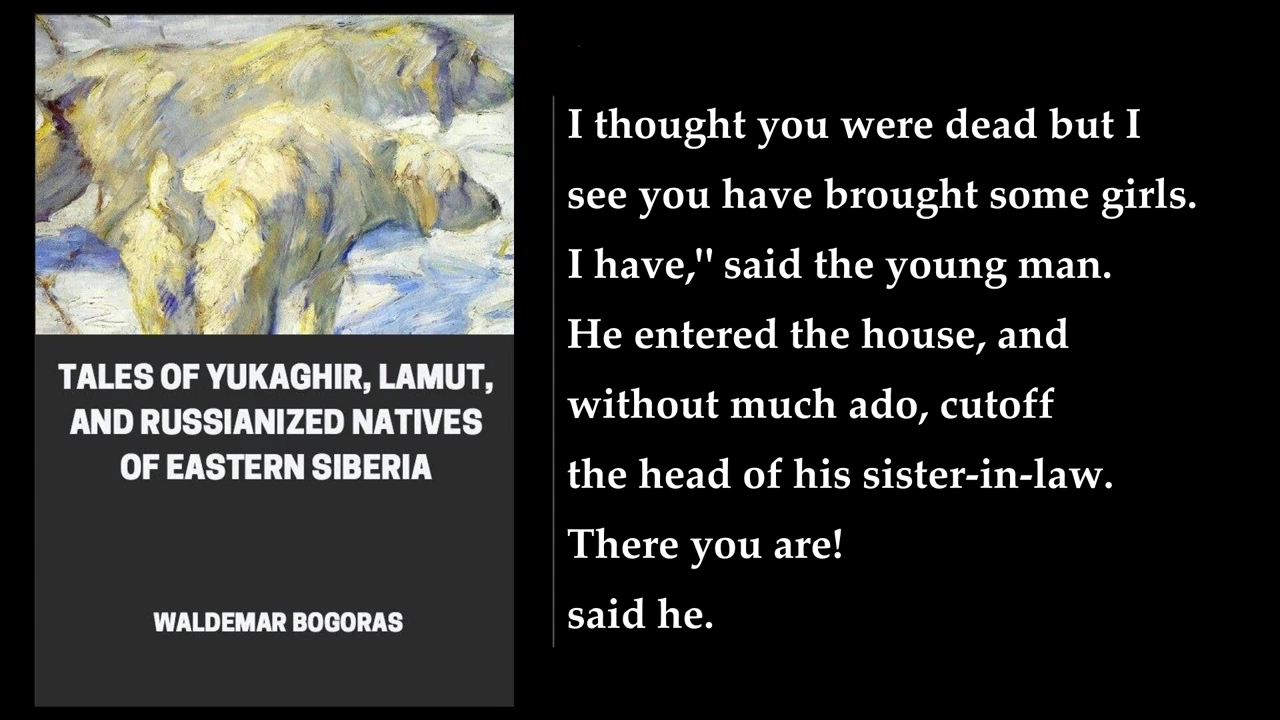 TALES OF YUKAGHIR, LAMUT,
AND RUSSIANIZED NATIVES
OF EASTERN SIBERIA
WALDEMAR BOGORAS
I thought you were dead but I
see you have brought some girls.
I have," said the young man.
He entered the house, and
without much ado, cutoff
the head of his sister-in-law.
There you are!
said he.